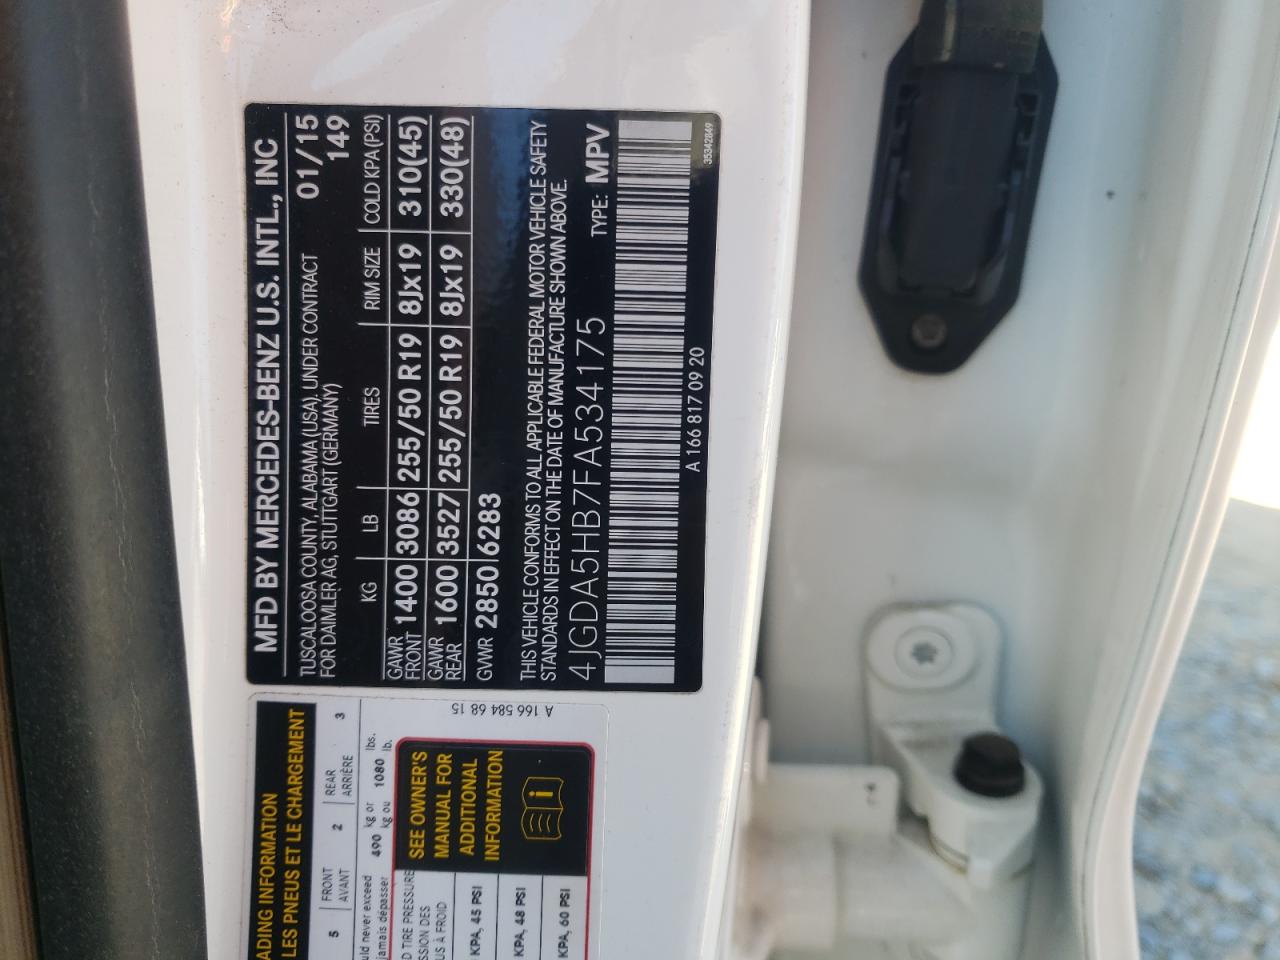 MFD BY MERCEDES-BENZ U.S. INTL., INC
TUSCALOOSA COUNTY, ALABAMA (USA), UNDER CONTRACT 01/15
FOR DAIMLER AG, STUTTGART (GERMANY) 149
KG LB TIRES RIM SIZE COLD KPA(PSI)
GAWR FRONT 1400 3086 255/50 R19 8Jx19 310(45)
GAWR REAR 1600 3527 255/50 R19 8Jx19 330(48)
GVWR 2850 6283
THIS VEHICLE CONFORMS TO ALL APPLICABLE FEDERAL MOTOR VEHICLE SAFETY
STANDARDS IN EFFECT ON THE DATE OF MANUFACTURE SHOWN ABOVE.
4JGDA5HB7FA534175 TYPE: MPV
A 166 817 09 20
35342849
ADING INFORMATION
LES PNEUS ET LE CHARGEMENT
5 FRONT AVANT 2 REAR ARRIÈRE 3
uld never exceed 490 kg or 1080 lbs.
jamais dépasser kg ou lb.
D TIRE PRESSURE
SSION DES
US À FROID
KPA, 45 PSI
KPA, 48 PSI
KPA, 60 PSI
SEE OWNER'S
MANUAL FOR
ADDITIONAL
INFORMATION
i
A 166 584 68 15